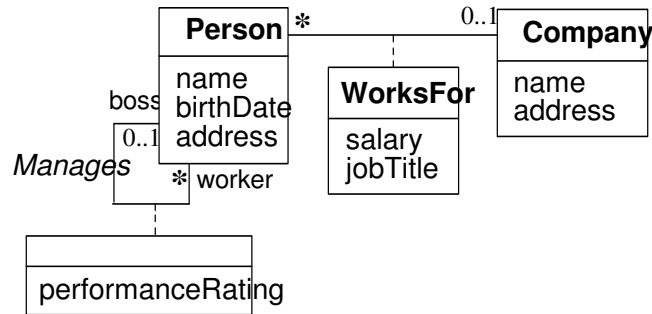 Person
*
0..1
Company
name
birthDate
address
WorksFor
name
address
boss
0..1
salary
jobTitle
Manages
*
worker
performanceRating